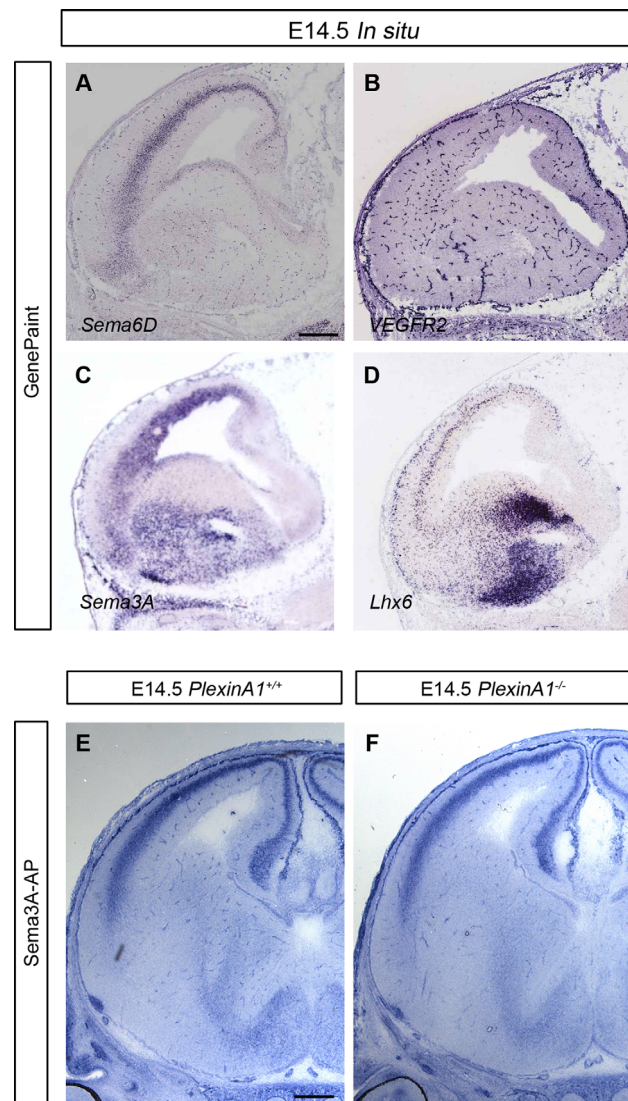 E14.5 In situ
GenePaint
A
Sema6D
B
VEGFR2
C
Sema3A
D
Lhx6
E14.5 PlexinA1+/+
E14.5 PlexinA1-/-
Sema3A-AP
E
F